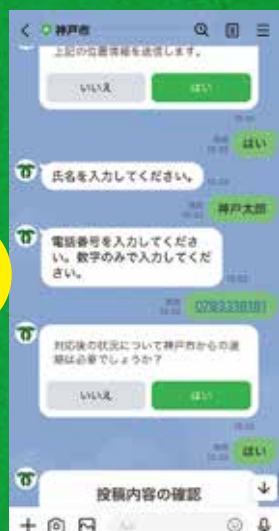 神戸市
上記の位置情報を送信します。
いいえ
はい
はい
氏名を入力してください。
神戸太郎
電話番号を入力してくださ
い。数字のみで入力してくだ
さい。
0783318181
対応後の状況について神戸市からの連
絡は必要でしょうか？
いいえ
はい
はい
投稿内容の確認
Aa